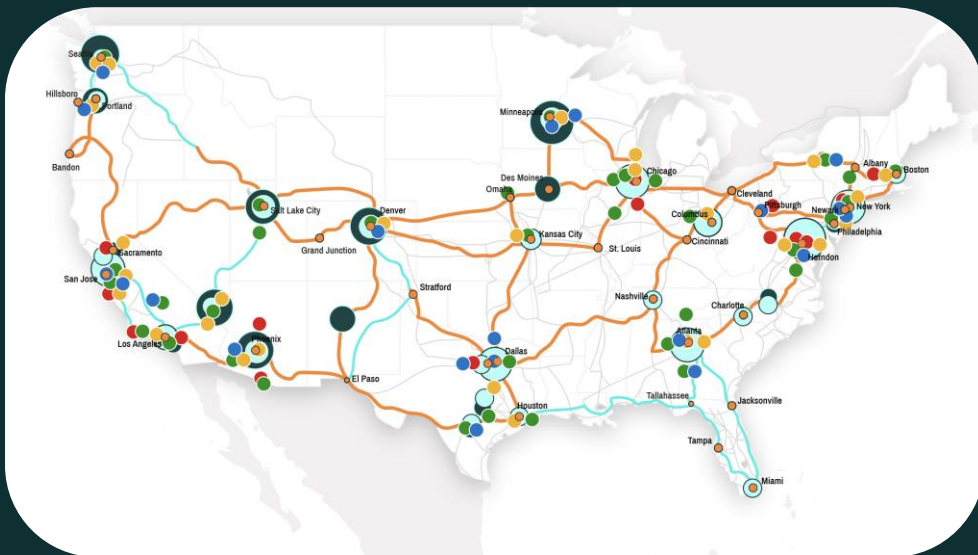 Seattle
Hillsboro
Portland
Bandon
Minneapolis
Des Moines
Omaha
Chicago
Cleveland
Albany
Boston
Pittsburgh
Newark
New York
Philadelphia
Columbus
Cincinnati
Herndon
Salt Lake City
Denver
Grand Junction
Kansas City
St. Louis
Sacramento
San Jose
Stratford
Nashville
Charlotte
Los Angeles
Phoenix
Atlanta
Dallas
El Paso
Houston
Tallahassee
Jacksonville
Tampa
Miami